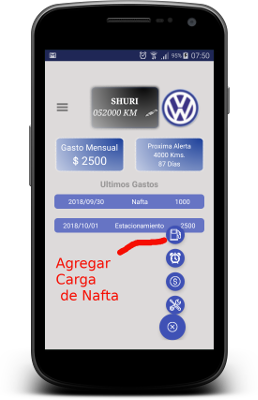 95% 07:50
SHURI
052000 KM
Gasto Mensual
$ 2500
Proxima Alerta
4000 Kms.
87 Dias
Ultimos Gastos
2018/09/30 Nafta 1000
2018/10/01 Estacionamiento 2500
Agregar
Carga
de Nafta